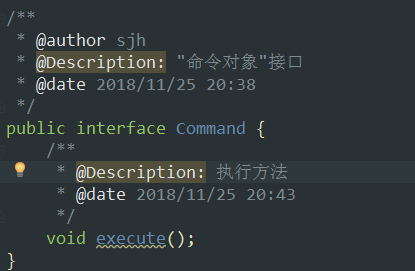 /**
 * @author sjh
 * @Description: "命令对象"接口
 * @date 2018/11/25 20:38
 */
public interface Command {
    /**
     * @Description: 执行方法
     * @date 2018/11/25 20:43
     */
    void execute();
}